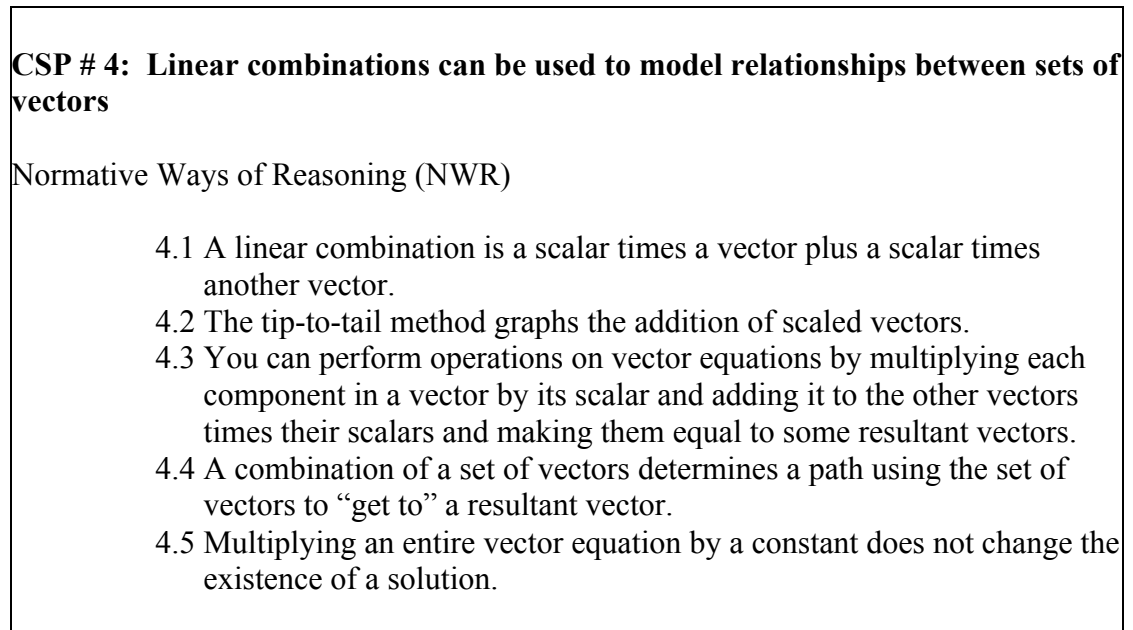 CSP # 4:  Linear combinations can be used to model relationships between sets of
vectors
Normative Ways of Reasoning (NWR)
4.1 A linear combination is a scalar times a vector plus a scalar times
another vector.
4.2 The tip-to-tail method graphs the addition of scaled vectors.
4.3 You can perform operations on vector equations by multiplying each
component in a vector by its scalar and adding it to the other vectors
times their scalars and making them equal to some resultant vectors.
4.4 A combination of a set of vectors determines a path using the set of
vectors to “get to” a resultant vector.
4.5 Multiplying an entire vector equation by a constant does not change the
existence of a solution.